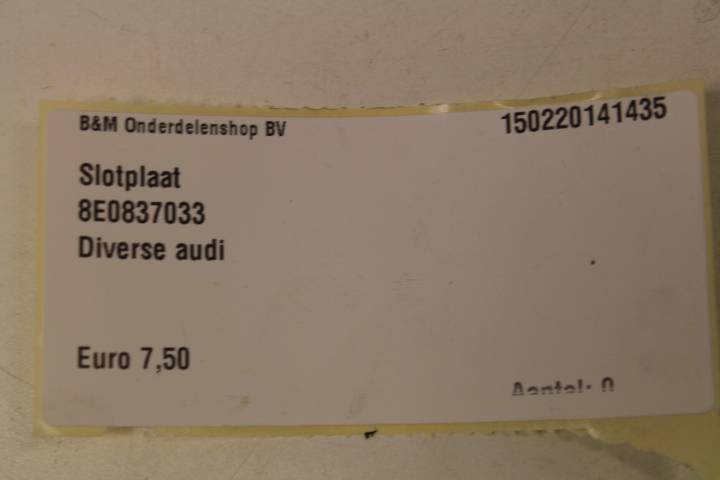 B&M Onderdelenshop BV
150220141435
Slotplaat
8E0837033
Diverse audi
Euro 7,50
Aantal: 0